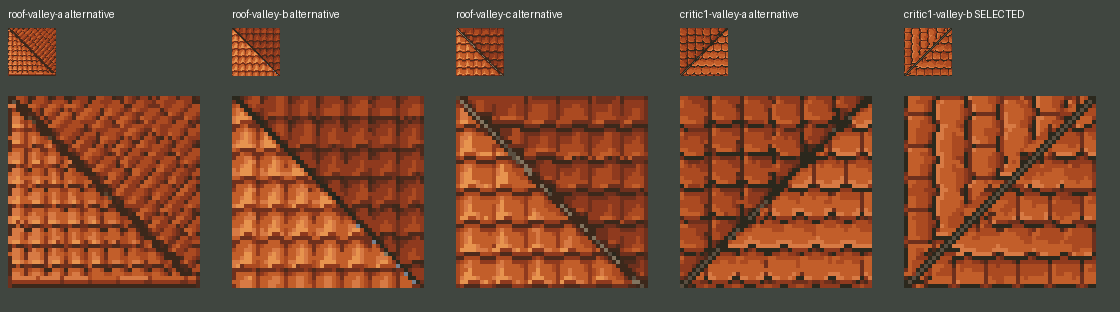 roof-valley-a alternative
roof-valley-b alternative
roof-valley-c alternative
critic1-valley-a alternative
critic1-valley-b SELECTED